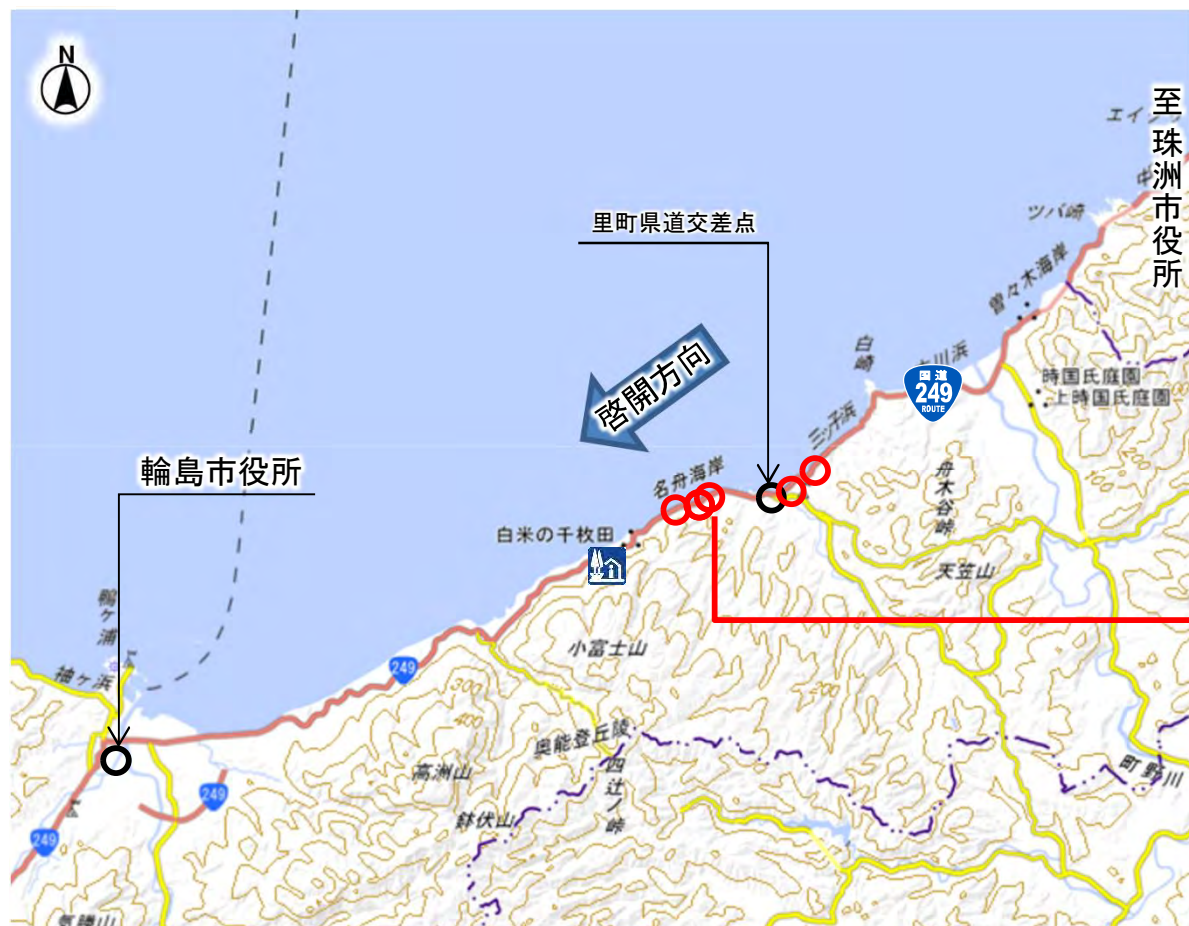 N
至珠洲市役所
ツバ崎
里町県道交差点
曽々木海岸
白崎
国道
249
ROUTE
時国氏庭園
上時国氏庭園
啓開方向
三ッ子浜
輪島市役所
名舟海岸
舟木谷峠
白米の千枚田
天笠山
鴨ヶ浦
小富士山
袖ヶ浜
249
300
400
奥能登丘陵
四辻ノ峠
高洲山
町野川
249
鉢伏山
249